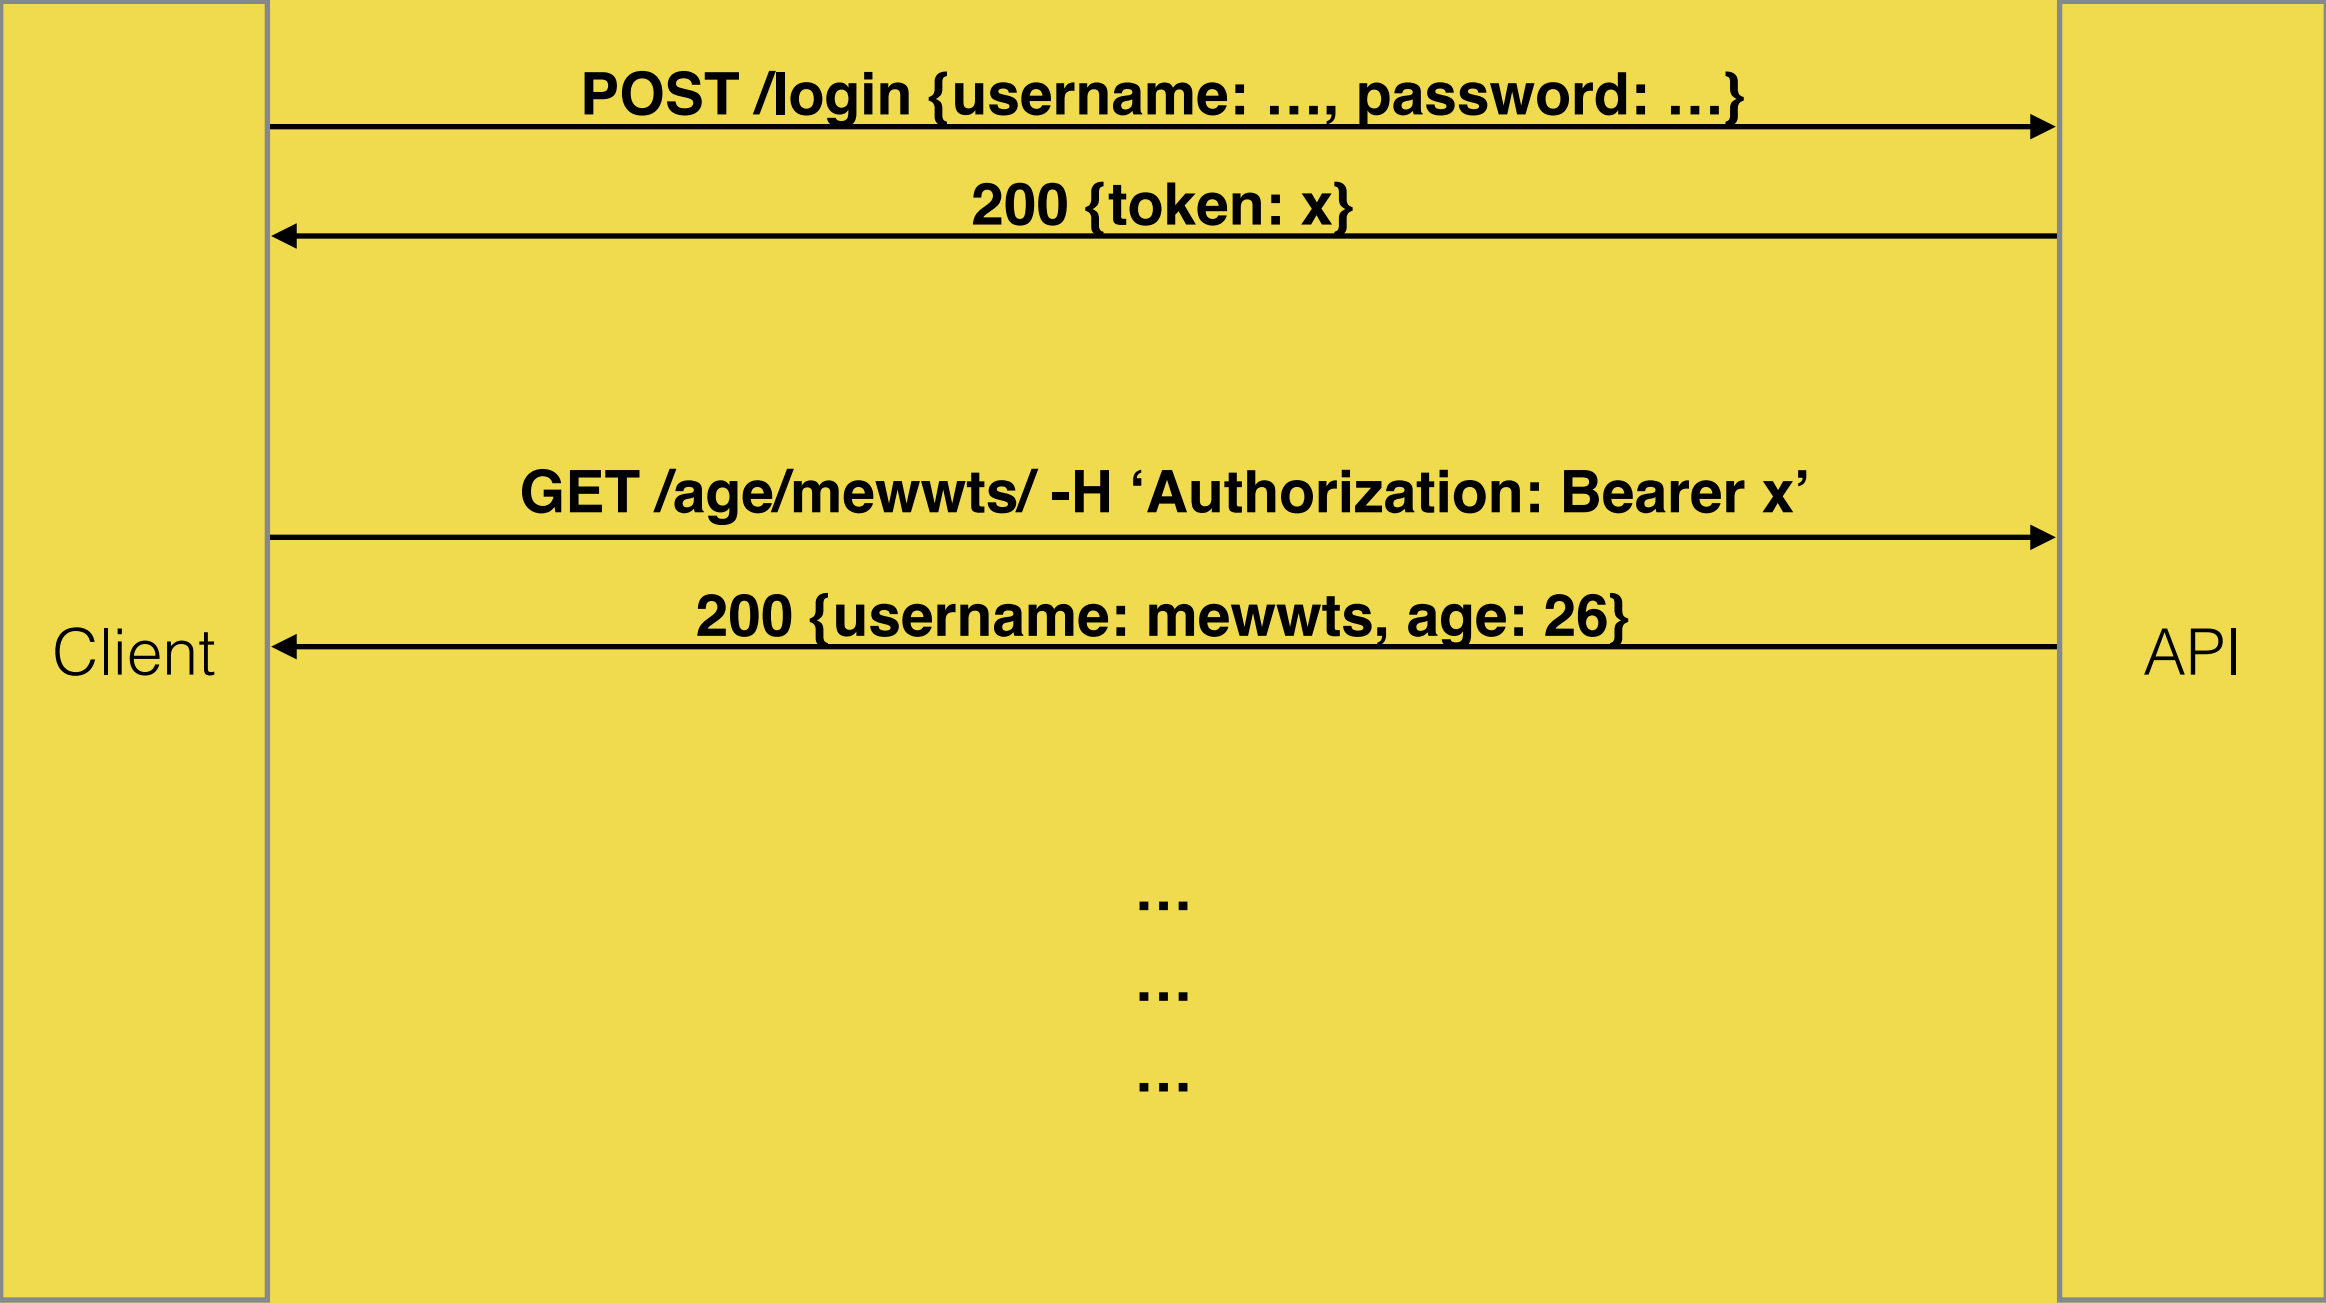 POST /login {username: …, password: …}
200 {token: x}
GET /age/mewwts/ -H ‘Authorization: Bearer x’
200 {username: mewwts, age: 26}
Client
API
…
…
…